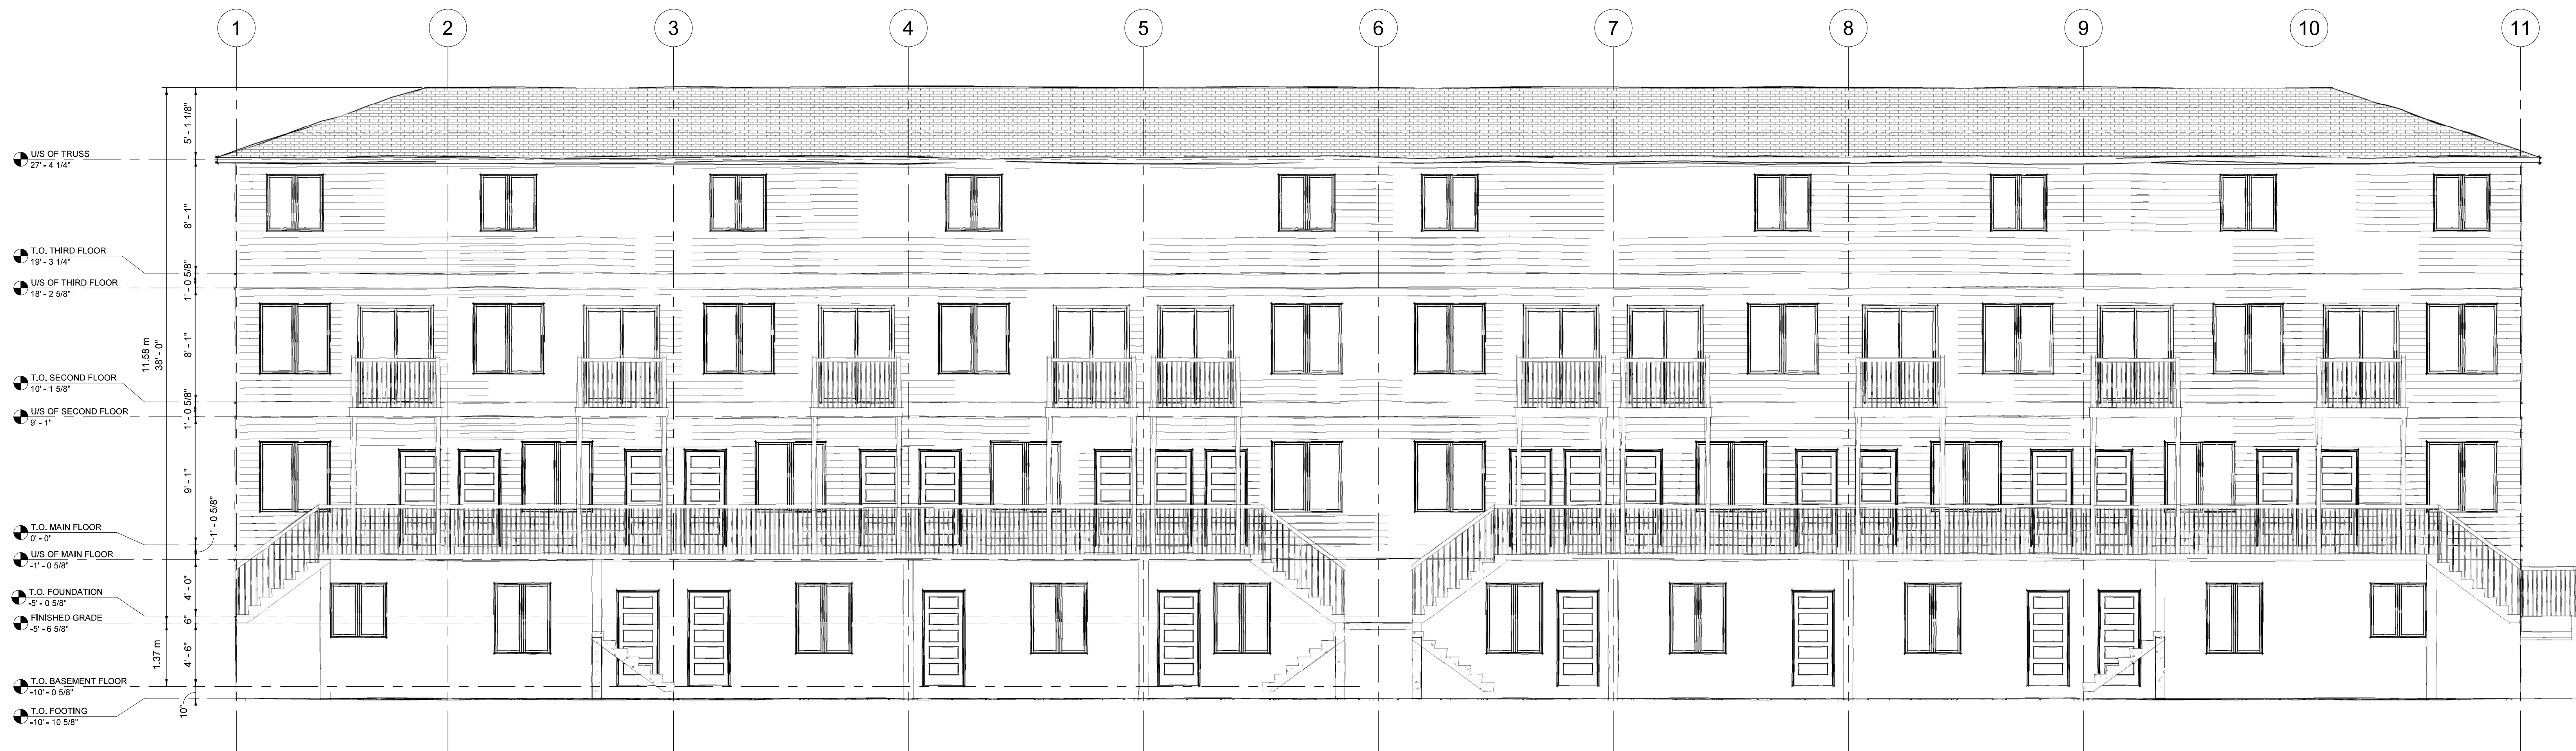 1 2 3 4 5 6 7 8 9 10 11
5' - 1 1/8"
U/S OF TRUSS
27' - 4 1/4"
8' - 1"
T.O. THIRD FLOOR
19' - 3 1/4"
1' - 0 5/8"
U/S OF THIRD FLOOR
18' - 2 5/8"
11.58 m
38' - 0"
8' - 1"
T.O. SECOND FLOOR
10' - 1 5/8"
1' - 0 5/8"
U/S OF SECOND FLOOR
9' - 1"
9' - 1"
T.O. MAIN FLOOR
0' - 0"
1' - 0 5/8"
U/S OF MAIN FLOOR
-1' - 0 5/8"
4' - 0"
T.O. FOUNDATION
-5' - 0 5/8"
6"
FINISHED GRADE
-5' - 6 5/8"
1.37 m
4' - 6"
T.O. BASEMENT FLOOR
-10' - 0 5/8"
10"
T.O. FOOTING
-10' - 10 5/8"